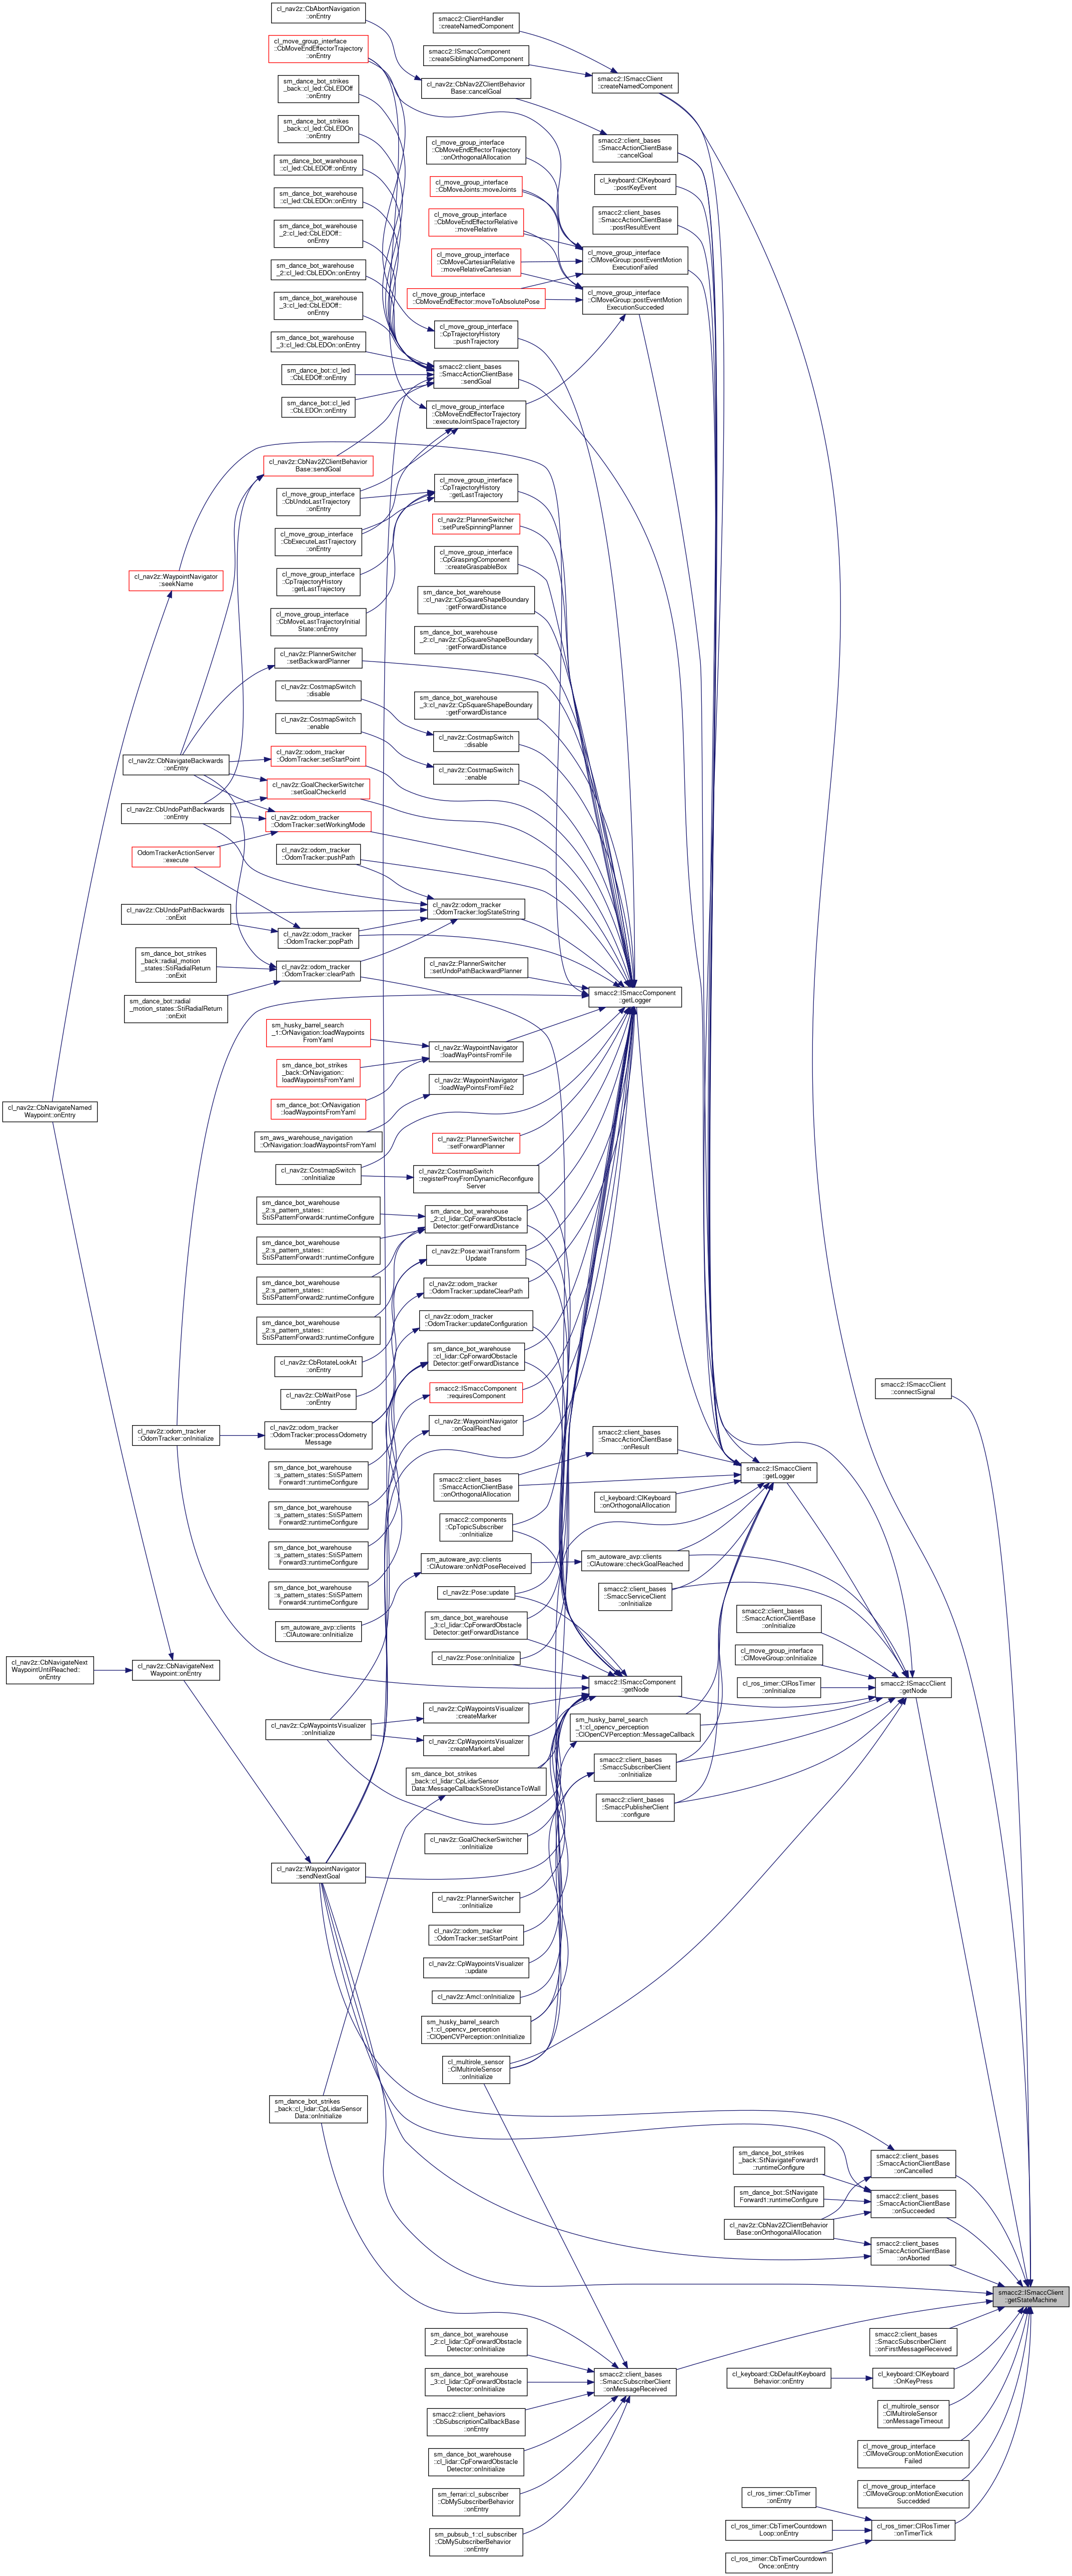 cl_nav2z::CbAbortNavigation
::onEntry
cl_move_group_interface
::CbMoveEndEffectorTrajectory
::onEntry
sm_dance_bot_strikes
_back::cl_led::CbLEDOff
::onEntry
sm_dance_bot_strikes
_back::cl_led::CbLEDOn
::onEntry
sm_dance_bot_warehouse
::cl_led::CbLEDOff::onEntry
sm_dance_bot_warehouse
::cl_led::CbLEDOn::onEntry
sm_dance_bot_warehouse
_2::cl_led::CbLEDOff::
onEntry
sm_dance_bot_warehouse
_2::cl_led::CbLEDOn::onEntry
sm_dance_bot_warehouse
_3::cl_led::CbLEDOff::
onEntry
sm_dance_bot_warehouse
_3::cl_led::CbLEDOn::onEntry
sm_dance_bot::cl_led
::CbLEDOff::onEntry
sm_dance_bot::cl_led
::CbLEDOn::onEntry
smacc2::ClientHandler
::createNamedComponent
smacc2::ISmaccComponent
::createSiblingNamedComponent
cl_nav2z::CbNav2ZClientBehavior
Base::cancelGoal
smacc2::ISmaccClient
::createNamedComponent
smacc2::client_bases
::SmaccActionClientBase
::cancelGoal
cl_move_group_interface
::CbMoveEndEffectorTrajectory
::onOrthogonalAllocation
cl_move_group_interface
::CbMoveJoints::moveJoints
cl_move_group_interface
::CbMoveEndEffectorRelative
::moveRelative
cl_move_group_interface
::CbMoveCartesianRelative
::moveRelativeCartesian
cl_move_group_interface
::CbMoveEndEffector::moveToAbsolutePose
cl_keyboard::ClKeyboard
::postKeyEvent
smacc2::client_bases
::SmaccActionClientBase
::postResultEvent
cl_move_group_interface
::ClMoveGroup::postEventMotion
ExecutionFailed
cl_move_group_interface
::ClMoveGroup::postEventMotion
ExecutionSucceded
cl_move_group_interface
::CpTrajectoryHistory
::pushTrajectory
smacc2::client_bases
::SmaccActionClientBase
::sendGoal
cl_move_group_interface
::CbMoveEndEffectorTrajectory
::executeJointSpaceTrajectory
cl_nav2z::CbNav2ZClientBehavior
Base::sendGoal
cl_move_group_interface
::CbUndoLastTrajectory
::onEntry
cl_move_group_interface
::CbExecuteLastTrajectory
::onEntry
cl_move_group_interface
::CpTrajectoryHistory
::getLastTrajectory
cl_move_group_interface
::CbMoveLastTrajectoryInitial
State::onEntry
cl_move_group_interface
::CpTrajectoryHistory
::getLastTrajectory
cl_nav2z::PlannerSwitcher
::setPureSpinningPlanner
cl_move_group_interface
::CpGraspingComponent
::createGraspableBox
sm_dance_bot_warehouse
::cl_nav2z::CpSquareShapeBoundary
::getForwardDistance
sm_dance_bot_warehouse
_2::cl_nav2z::CpSquareShapeBoundary
::getForwardDistance
sm_dance_bot_warehouse
_3::cl_nav2z::CpSquareShapeBoundary
::getForwardDistance
cl_nav2z::WaypointNavigator
::seekName
cl_nav2z::PlannerSwitcher
::setBackwardPlanner
cl_nav2z::CostmapSwitch
::disable
cl_nav2z::CostmapSwitch
::enable
cl_nav2z::CostmapSwitch
::disable
cl_nav2z::CostmapSwitch
::enable
cl_nav2z::CbNavigateBackwards
::onEntry
cl_nav2z::CbUndoPathBackwards
::onEntry
OdomTrackerActionServer
::execute
cl_nav2z::CbUndoPathBackwards
::onExit
sm_dance_bot_strikes
_back::radial_motion
_states::StiRadialReturn
::onExit
sm_dance_bot::radial
_motion_states::StiRadialReturn
::onExit
cl_nav2z::odom_tracker
::OdomTracker::setStartPoint
cl_nav2z::GoalCheckerSwitcher
::setGoalCheckerId
cl_nav2z::odom_tracker
::OdomTracker::setWorkingMode
cl_nav2z::odom_tracker
::OdomTracker::pushPath
cl_nav2z::odom_tracker
::OdomTracker::popPath
cl_nav2z::odom_tracker
::OdomTracker::clearPath
cl_nav2z::odom_tracker
::OdomTracker::logStateString
cl_nav2z::PlannerSwitcher
::setUndoPathBackwardPlanner
smacc2::ISmaccComponent
::getLogger
sm_husky_barrel_search
_1::OrNavigation::loadWaypoints
FromYaml
sm_dance_bot_strikes
_back::OrNavigation::
loadWaypointsFromYaml
sm_dance_bot::OrNavigation
::loadWaypointsFromYaml
sm_aws_warehouse_navigation
::OrNavigation::loadWaypointsFromYaml
cl_nav2z::WaypointNavigator
::loadWayPointsFromFile
cl_nav2z::WaypointNavigator
::loadWayPointsFromFile2
cl_nav2z::PlannerSwitcher
::setForwardPlanner
cl_nav2z::CostmapSwitch
::onInitialize
cl_nav2z::CostmapSwitch
::registerProxyFromDynamicReconfigure
Server
cl_nav2z::CbNavigateNamed
Waypoint::onEntry
sm_dance_bot_warehouse
_2::s_pattern_states::
StiSPatternForward4::runtimeConfigure
sm_dance_bot_warehouse
_2::s_pattern_states::
StiSPatternForward1::runtimeConfigure
sm_dance_bot_warehouse
_2::s_pattern_states::
StiSPatternForward2::runtimeConfigure
sm_dance_bot_warehouse
_2::s_pattern_states::
StiSPatternForward3::runtimeConfigure
sm_dance_bot_warehouse
_2::cl_lidar::CpForwardObstacle
Detector::getForwardDistance
cl_nav2z::Pose::waitTransform
Update
cl_nav2z::odom_tracker
::OdomTracker::updateClearPath
cl_nav2z::odom_tracker
::OdomTracker::updateConfiguration
sm_dance_bot_warehouse
::cl_lidar::CpForwardObstacle
Detector::getForwardDistance
smacc2::ISmaccComponent
::requiresComponent
cl_nav2z::WaypointNavigator
::onGoalReached
cl_nav2z::CbRotateLookAt
::onEntry
cl_nav2z::CbWaitPose
::onEntry
cl_nav2z::odom_tracker
::OdomTracker::processOdometry
Message
cl_nav2z::odom_tracker
::OdomTracker::onInitialize
sm_dance_bot_warehouse
::s_pattern_states::StiSPattern
Forward1::runtimeConfigure
sm_dance_bot_warehouse
::s_pattern_states::StiSPattern
Forward2::runtimeConfigure
sm_dance_bot_warehouse
::s_pattern_states::StiSPattern
Forward3::runtimeConfigure
sm_dance_bot_warehouse
::s_pattern_states::StiSPattern
Forward4::runtimeConfigure
sm_autoware_avp::clients
::ClAutoware::onInitialize
smacc2::client_bases
::SmaccActionClientBase
::onResult
smacc2::client_bases
::SmaccActionClientBase
::onOrthogonalAllocation
cl_keyboard::ClKeyboard
::onOrthogonalAllocation
smacc2::components
::CpTopicSubscriber
::onInitialize
sm_autoware_avp::clients
::ClAutoware::onNdtPoseReceived
cl_nav2z::Pose::update
sm_dance_bot_warehouse
_3::cl_lidar::CpForwardObstacle
Detector::getForwardDistance
cl_nav2z::Pose::onInitialize
smacc2::ISmaccClient
::connectSignal
smacc2::ISmaccClient
::getLogger
sm_autoware_avp::clients
::ClAutoware::checkGoalReached
smacc2::client_bases
::SmaccServiceClient
::onInitialize
smacc2::client_bases
::SmaccActionClientBase
::onInitialize
cl_move_group_interface
::ClMoveGroup::onInitialize
cl_ros_timer::ClRosTimer
::onInitialize
smacc2::ISmaccClient
::getNode
smacc2::ISmaccComponent
::getNode
cl_nav2z::CbNavigateNext
WaypointUntilReached::
onEntry
cl_nav2z::CbNavigateNext
Waypoint::onEntry
cl_nav2z::CpWaypointsVisualizer
::onInitialize
cl_nav2z::CpWaypointsVisualizer
::createMarker
cl_nav2z::CpWaypointsVisualizer
::createMarkerLabel
sm_husky_barrel_search
_1::cl_opencv_perception
::ClOpenCVPerception::MessageCallback
smacc2::client_bases
::SmaccSubscriberClient
::onInitialize
smacc2::client_bases
::SmaccPublisherClient
::configure
sm_dance_bot_strikes
_back::cl_lidar::CpLidarSensor
Data::MessageCallbackStoreDistanceToWall
cl_nav2z::GoalCheckerSwitcher
::onInitialize
cl_nav2z::WaypointNavigator
::sendNextGoal
cl_nav2z::PlannerSwitcher
::onInitialize
cl_nav2z::odom_tracker
::OdomTracker::setStartPoint
cl_nav2z::CpWaypointsVisualizer
::update
cl_nav2z::Amcl::onInitialize
sm_husky_barrel_search
_1::cl_opencv_perception
::ClOpenCVPerception::onInitialize
cl_multirole_sensor
::ClMultiroleSensor
::onInitialize
sm_dance_bot_strikes
_back::cl_lidar::CpLidarSensor
Data::onInitialize
sm_dance_bot_strikes
_back::StNavigateForward1
::runtimeConfigure
sm_dance_bot::StNavigate
Forward1::runtimeConfigure
cl_nav2z::CbNav2ZClientBehavior
Base::onOrthogonalAllocation
smacc2::client_bases
::SmaccActionClientBase
::onCancelled
smacc2::client_bases
::SmaccActionClientBase
::onSucceeded
smacc2::client_bases
::SmaccActionClientBase
::onAborted
smacc2::ISmaccClient
::getStateMachine
smacc2::client_bases
::SmaccSubscriberClient
::onFirstMessageReceived
sm_dance_bot_warehouse
_2::cl_lidar::CpForwardObstacle
Detector::onInitialize
sm_dance_bot_warehouse
_3::cl_lidar::CpForwardObstacle
Detector::onInitialize
smacc2::client_behaviors
::CbSubscriptionCallbackBase
::onEntry
sm_dance_bot_warehouse
::cl_lidar::CpForwardObstacle
Detector::onInitialize
sm_ferrari::cl_subscriber
::CbMySubscriberBehavior
::onEntry
sm_pubsub_1::cl_subscriber
::CbMySubscriberBehavior
::onEntry
smacc2::client_bases
::SmaccSubscriberClient
::onMessageReceived
cl_keyboard::CbDefaultKeyboard
Behavior::onEntry
cl_keyboard::ClKeyboard
::OnKeyPress
cl_multirole_sensor
::ClMultiroleSensor
::onMessageTimeout
cl_move_group_interface
::ClMoveGroup::onMotionExecution
Failed
cl_move_group_interface
::ClMoveGroup::onMotionExecution
Succedded
cl_ros_timer::CbTimer
::onEntry
cl_ros_timer::CbTimerCountdown
Loop::onEntry
cl_ros_timer::CbTimerCountdown
Once::onEntry
cl_ros_timer::ClRosTimer
::onTimerTick